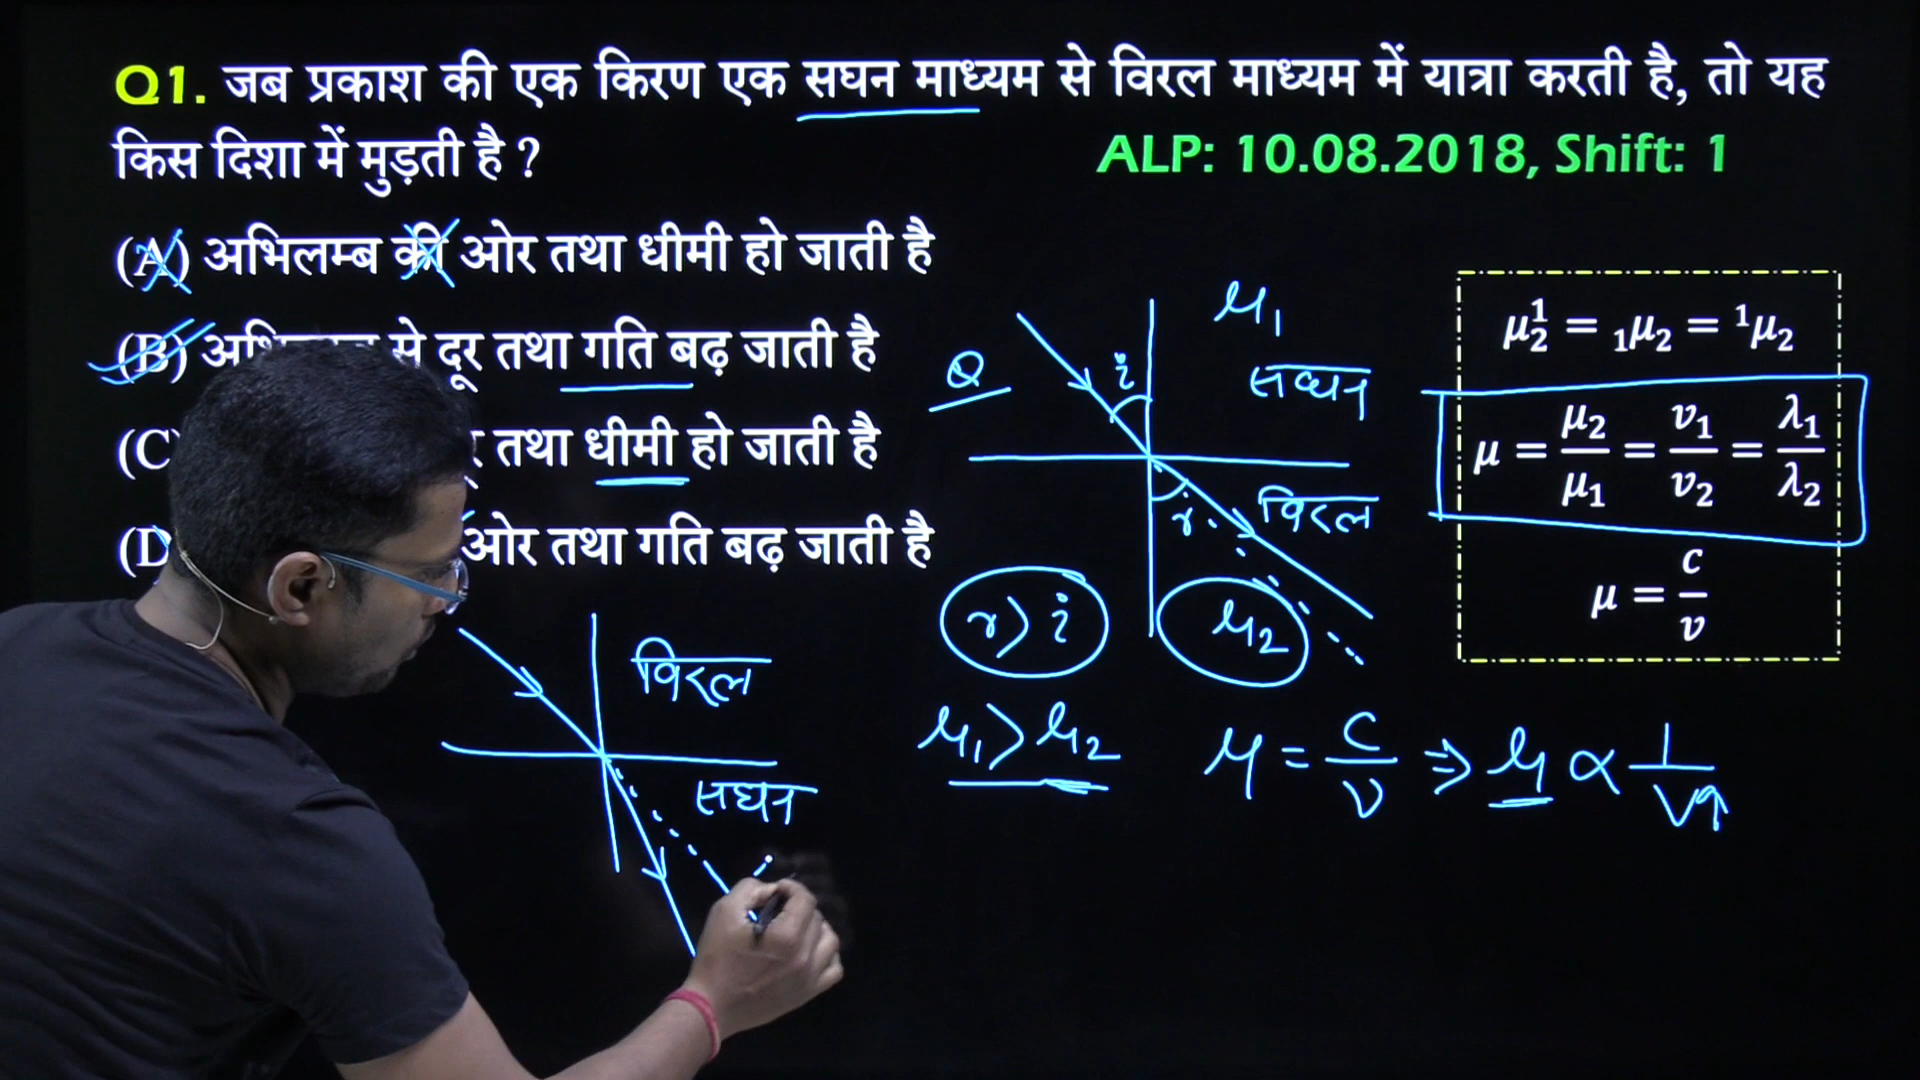 Q1. जब प्रकाश की एक किरण एक सघन माध्यम से विरल माध्यम में यात्रा करती है, तो यह
किस दिशा में मुड़ती है ?
ALP: 10.08.2018, Shift: 1
(A) अभिलम्ब की ओर तथा धीमी हो जाती है
(B) से दूर तथा गति बढ़ जाती है
(C) तथा धीमी हो जाती है
(D ओर तथा गति बढ़ जाती है
μ₁
सघन
Q
i
r
विरल
r > i
μ₂
μ₁ > μ₂
μ = c/v ⇒ μ ∝ 1/v↑
विरल
सघन
μ½ = ₁μ₂ = ¹μ₂
μ = μ₂/μ₁ = v₁/v₂ = λ₁/λ₂
μ = c/v